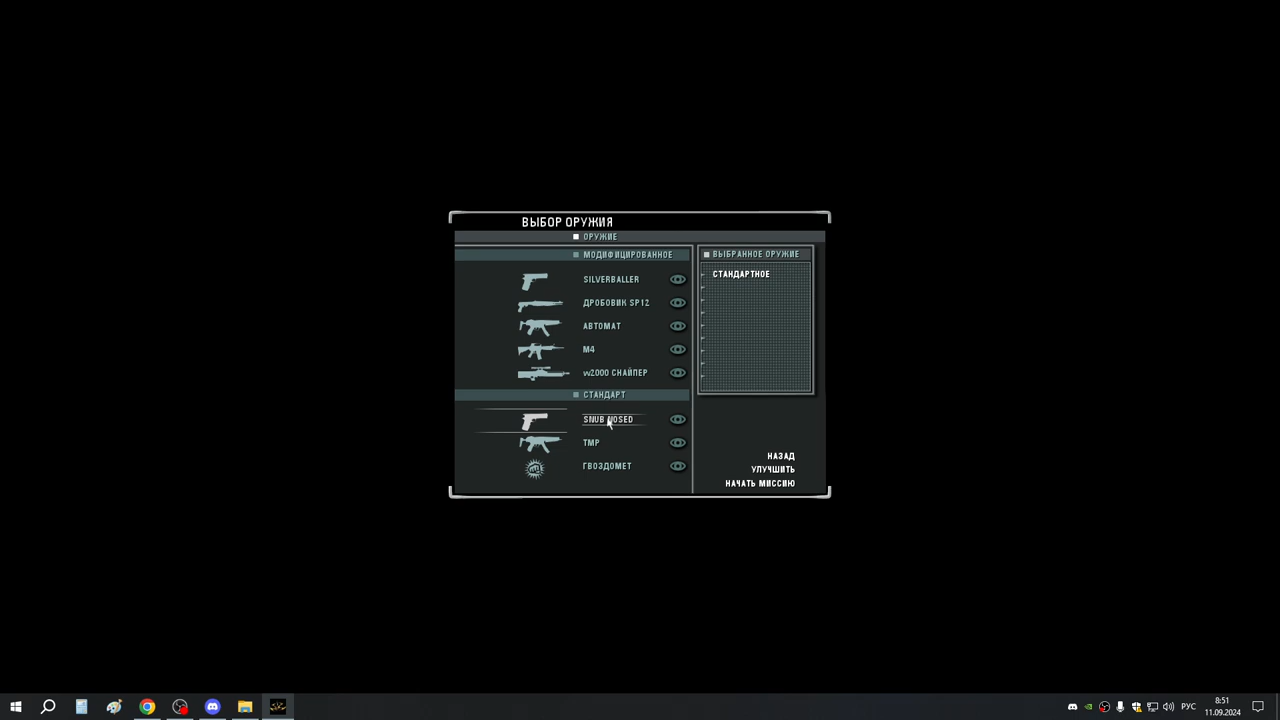 ВЫБОР ОРУЖИЯ
ОРУЖИЕ
МОДИФИЦИРОВАННОЕ
SILVERBALLER
ДРОБОВИК SP12
АВТОМАТ
M4
W2000 СНАЙПЕР
СТАНДАРТ
SNUB NOSED
TMP
ГВОЗДОМЕТ
ВЫБРАННОЕ ОРУЖИЕ
СТАНДАРТНОЕ
НАЗАД
УЛУЧШИТЬ
НАЧАТЬ МИССИЮ
РУС
8:51
11.09.2024